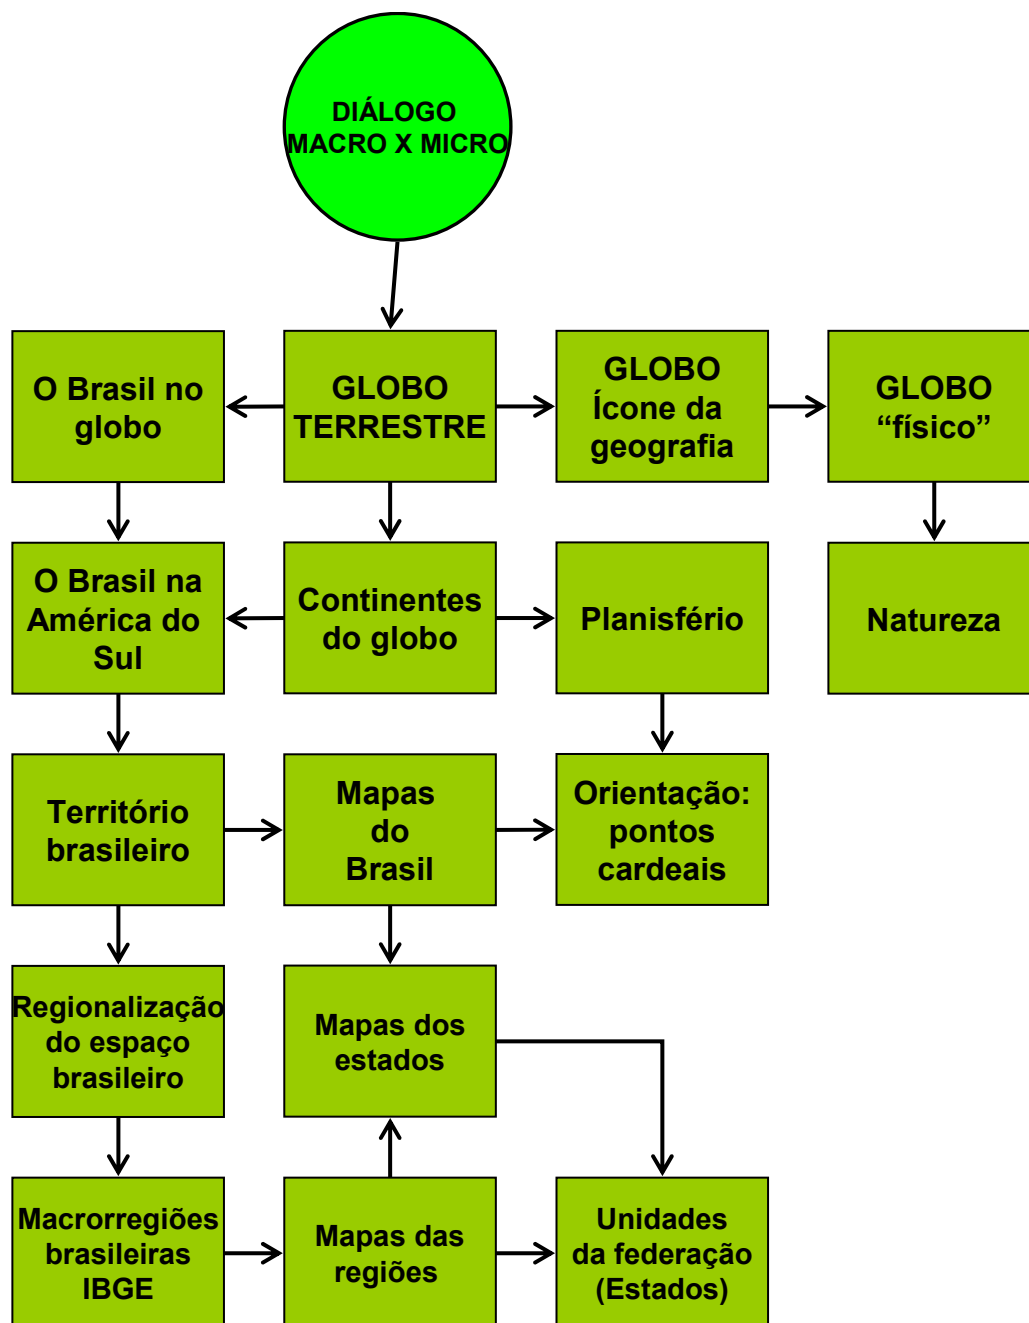 DIÁLOGO
MACRO X MICRO
O Brasil no
globo
GLOBO
TERRESTRE
GLOBO
Ícone da
geografia
GLOBO
“físico”
O Brasil na
América do
Sul
Continentes
do globo
Planisfério
Natureza
Território
brasileiro
Mapas
do
Brasil
Orientação:
pontos
cardeais
Regionalização
do espaço
brasileiro
Mapas dos
estados
Macrorregiões
brasileiras
IBGE
Mapas das
regiões
Unidades
da federação
(Estados)